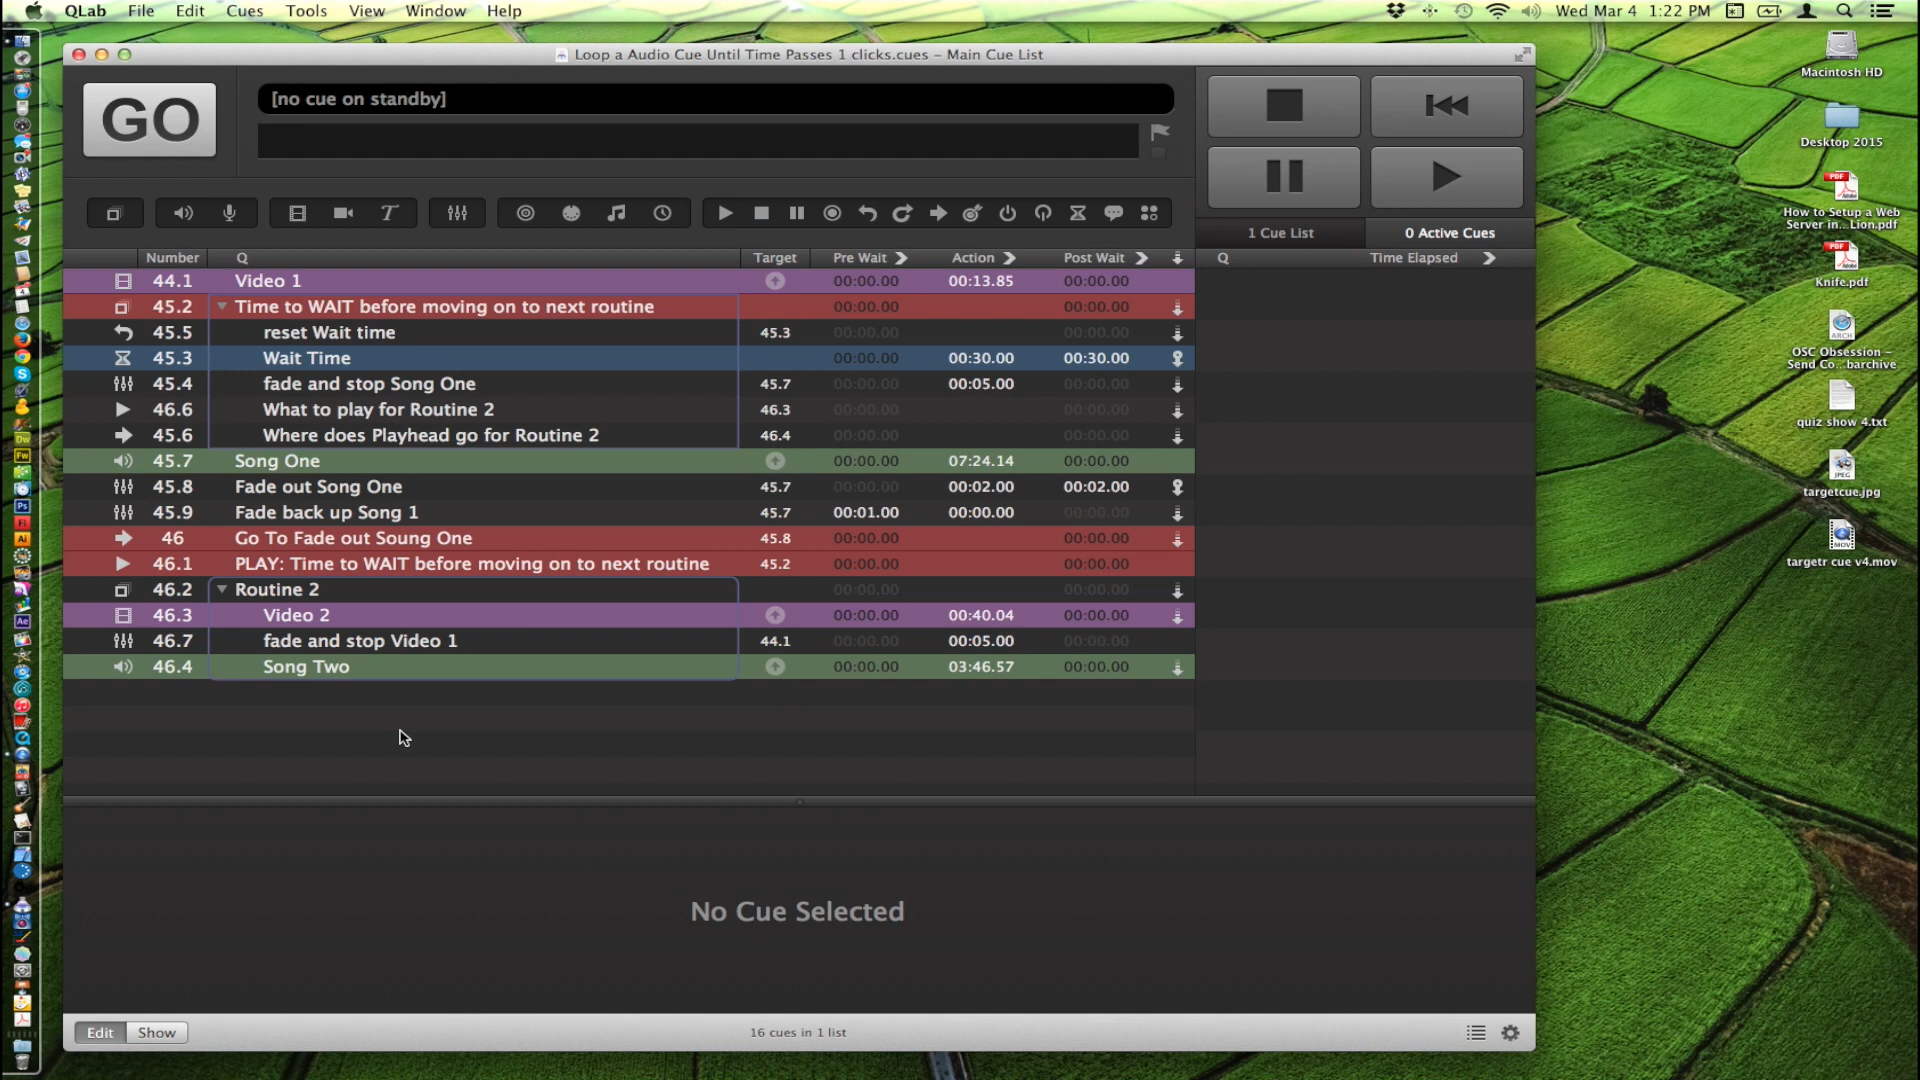 QLab File Edit Cues Tools View Window Help Wed Mar 4 1:22 PM
Loop a Audio Cue Until Time Passes 1 clicks.cues – Main Cue List
GO
[no cue on standby]
1 Cue List 0 Active Cues
Number Q Target Pre Wait Action Post Wait Q Time Elapsed
44.1 Video 1 00:00.00 00:13.85 00:00.00
45.2 Time to WAIT before moving on to next routine 00:00.00 00:00.00
45.5 reset Wait time 45.3 00:00.00 00:00.00
45.3 Wait Time 00:00.00 00:30.00 00:30.00
45.4 fade and stop Song One 45.7 00:00.00 00:05.00 00:00.00
46.6 What to play for Routine 2 46.3 00:00.00 00:00.00
45.6 Where does Playhead go for Routine 2 46.4 00:00.00 00:00.00
45.7 Song One 00:00.00 07:24.14 00:00.00
45.8 Fade out Song One 45.7 00:00.00 00:02.00 00:02.00
45.9 Fade back up Song 1 45.7 00:01.00 00:00.00 00:00.00
46 Go To Fade out Soung One 45.8 00:00.00 00:00.00
46.1 PLAY: Time to WAIT before moving on to next routine 45.2 00:00.00 00:00.00
46.2 Routine 2 00:00.00 00:00.00
46.3 Video 2 00:00.00 00:40.04 00:00.00
46.7 fade and stop Video 1 44.1 00:00.00 00:05.00 00:00.00
46.4 Song Two 00:00.00 03:46.57 00:00.00
No Cue Selected
Edit Show 16 cues in 1 list
Macintosh HD
Desktop 2015
PDF
How to Setup a Web
Server in...Lion.pdf
PDF
Knife.pdf
ARCH
OSC Obsession –
Send Co...barchive
quiz show 4.txt
JPEG
targetcue.jpg
MOV
targetr cue v4.mov
Dw
Fw
Ps
Fl
Ai
Ae